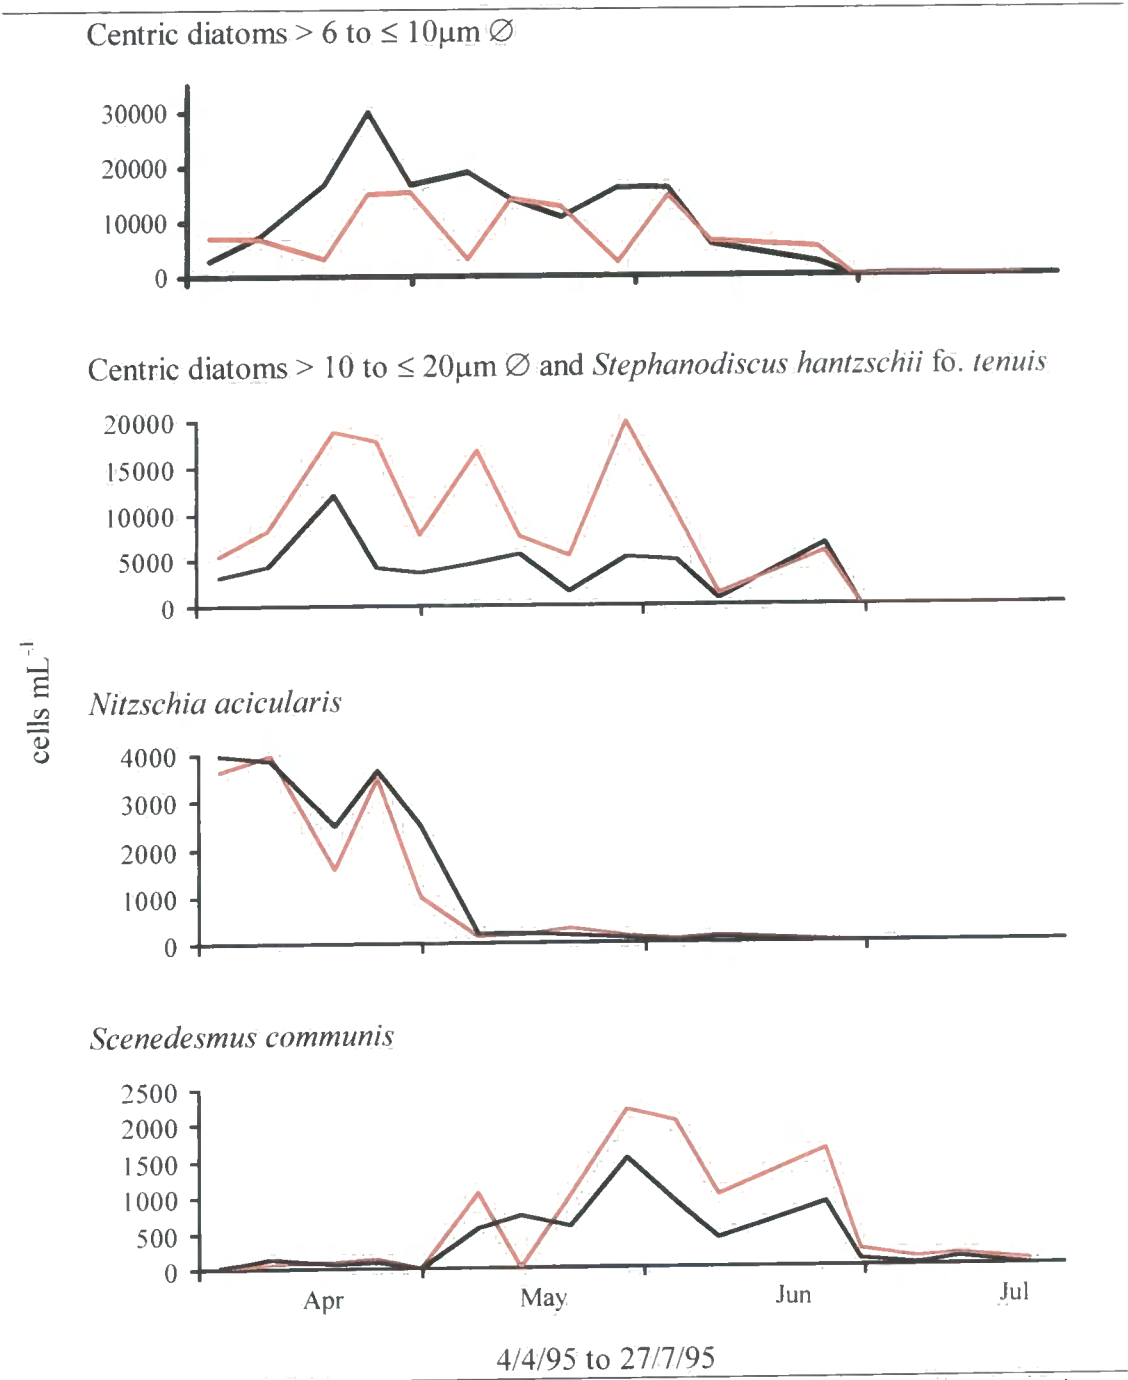 Centric diatoms > 6 to ≤ 10μm ∅
30000
20000
10000
0
Centric diatoms > 10 to ≤ 20μm ∅ and Stephanodiscus hantzschii fo. tenuis
20000
15000
10000
5000
0
cells mL⁻¹
Nitzschia acicularis
4000
3000
2000
1000
0
Scenedesmus communis
2500
2000
1500
1000
500
0
Apr May Jun Jul
4/4/95 to 27/7/95